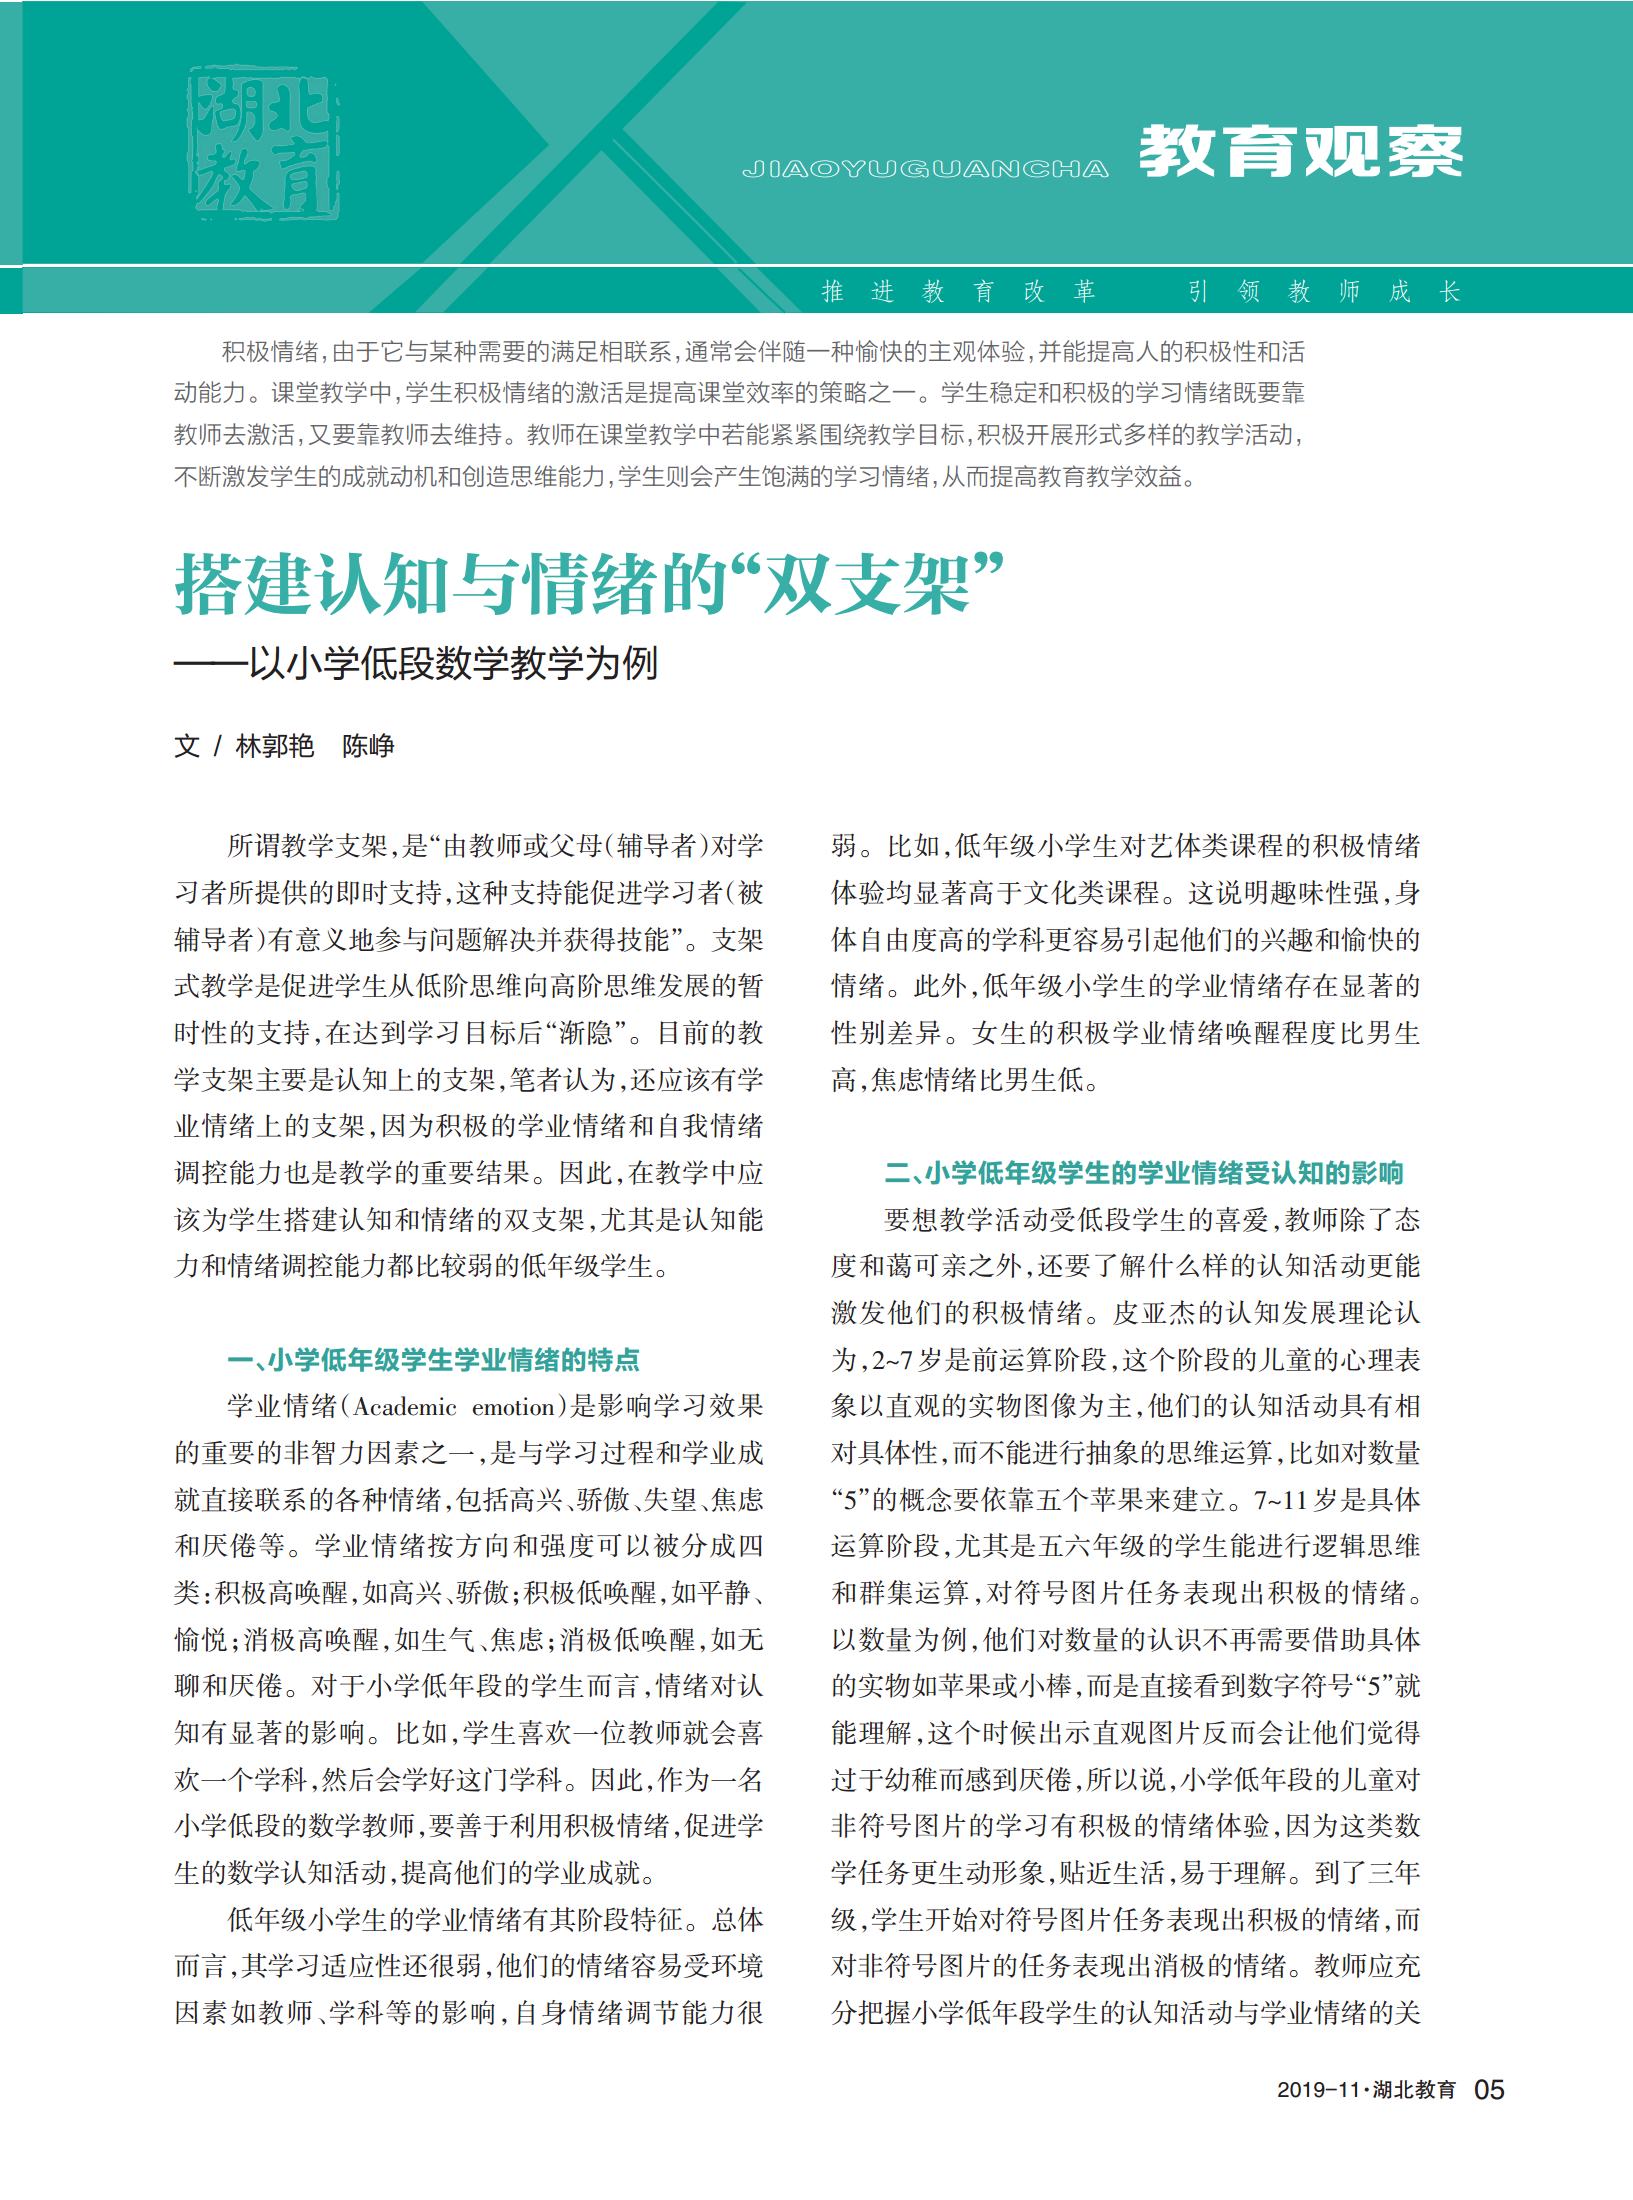 湖北
教育
JIAOYUGUANCHA 教育观察
推进教育改革 引领教师成长
积极情绪,由于它与某种需要的满足相联系,通常会伴随一种愉快的主观体验,并能提高人的积极性和活
动能力。课堂教学中,学生积极情绪的激活是提高课堂效率的策略之一。学生稳定和积极的学习情绪既要靠
教师去激活,又要靠教师去维持。教师在课堂教学中若能紧紧围绕教学目标,积极开展形式多样的教学活动,
不断激发学生的成就动机和创造思维能力,学生则会产生饱满的学习情绪,从而提高教育教学效益。
搭建认知与情绪的“双支架”
——以小学低段数学教学为例
文 / 林郭艳 陈峥
所谓教学支架,是“由教师或父母(辅导者)对学
习者所提供的即时支持,这种支持能促进学习者(被
辅导者)有意义地参与问题解决并获得技能”。支架
式教学是促进学生从低阶思维向高阶思维发展的暂
时性的支持,在达到学习目标后“渐隐”。目前的教
学支架主要是认知上的支架,笔者认为,还应该有学
业情绪上的支架,因为积极的学业情绪和自我情绪
调控能力也是教学的重要结果。因此,在教学中应
该为学生搭建认知和情绪的双支架,尤其是认知能
力和情绪调控能力都比较弱的低年级学生。
一、小学低年级学生学业情绪的特点
学业情绪(Academic emotion)是影响学习效果
的重要的非智力因素之一,是与学习过程和学业成
就直接联系的各种情绪,包括高兴、骄傲、失望、焦虑
和厌倦等。学业情绪按方向和强度可以被分成四
类:积极高唤醒,如高兴、骄傲;积极低唤醒,如平静、
愉悦;消极高唤醒,如生气、焦虑;消极低唤醒,如无
聊和厌倦。对于小学低年段的学生而言,情绪对认
知有显著的影响。比如,学生喜欢一位教师就会喜
欢一个学科,然后会学好这门学科。因此,作为一名
小学低段的数学教师,要善于利用积极情绪,促进学
生的数学认知活动,提高他们的学业成就。
低年级小学生的学业情绪有其阶段特征。总体
而言,其学习适应性还很弱,他们的情绪容易受环境
因素如教师、学科等的影响,自身情绪调节能力很
弱。比如,低年级小学生对艺体类课程的积极情绪
体验均显著高于文化类课程。这说明趣味性强,身
体自由度高的学科更容易引起他们的兴趣和愉快的
情绪。此外,低年级小学生的学业情绪存在显著的
性别差异。女生的积极学业情绪唤醒程度比男生
高,焦虑情绪比男生低。
二、小学低年级学生的学业情绪受认知的影响
要想教学活动受低段学生的喜爱,教师除了态
度和蔼可亲之外,还要了解什么样的认知活动更能
激发他们的积极情绪。皮亚杰的认知发展理论认
为,2~7岁是前运算阶段,这个阶段的儿童的心理表
象以直观的实物图像为主,他们的认知活动具有相
对具体性,而不能进行抽象的思维运算,比如对数量
“5”的概念要依靠五个苹果来建立。7~11岁是具体
运算阶段,尤其是五六年级的学生能进行逻辑思维
和群集运算,对符号图片任务表现出积极的情绪。
以数量为例,他们对数量的认识不再需要借助具体
的实物如苹果或小棒,而是直接看到数字符号“5”就
能理解,这个时候出示直观图片反而会让他们觉得
过于幼稚而感到厌倦,所以说,小学低年段的儿童对
非符号图片的学习有积极的情绪体验,因为这类数
学任务更生动形象,贴近生活,易于理解。到了三年
级,学生开始对符号图片任务表现出积极的情绪,而
对非符号图片的任务表现出消极的情绪。教师应充
分把握小学低年段学生的认知活动与学业情绪的关
2019-11·湖北教育 05